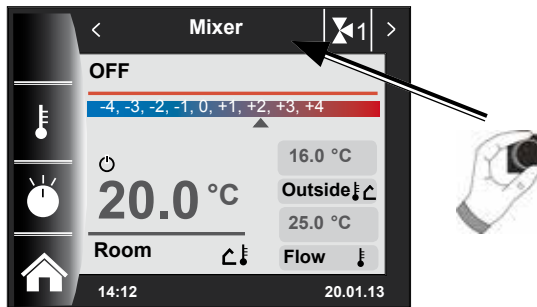 < Mixer 1 >
OFF
-4, -3, -2, -1, 0, +1, +2, +3, +4
16.0 °C
Outside
20.0 °C
25.0 °C
Room
Flow
14:12 20.01.13